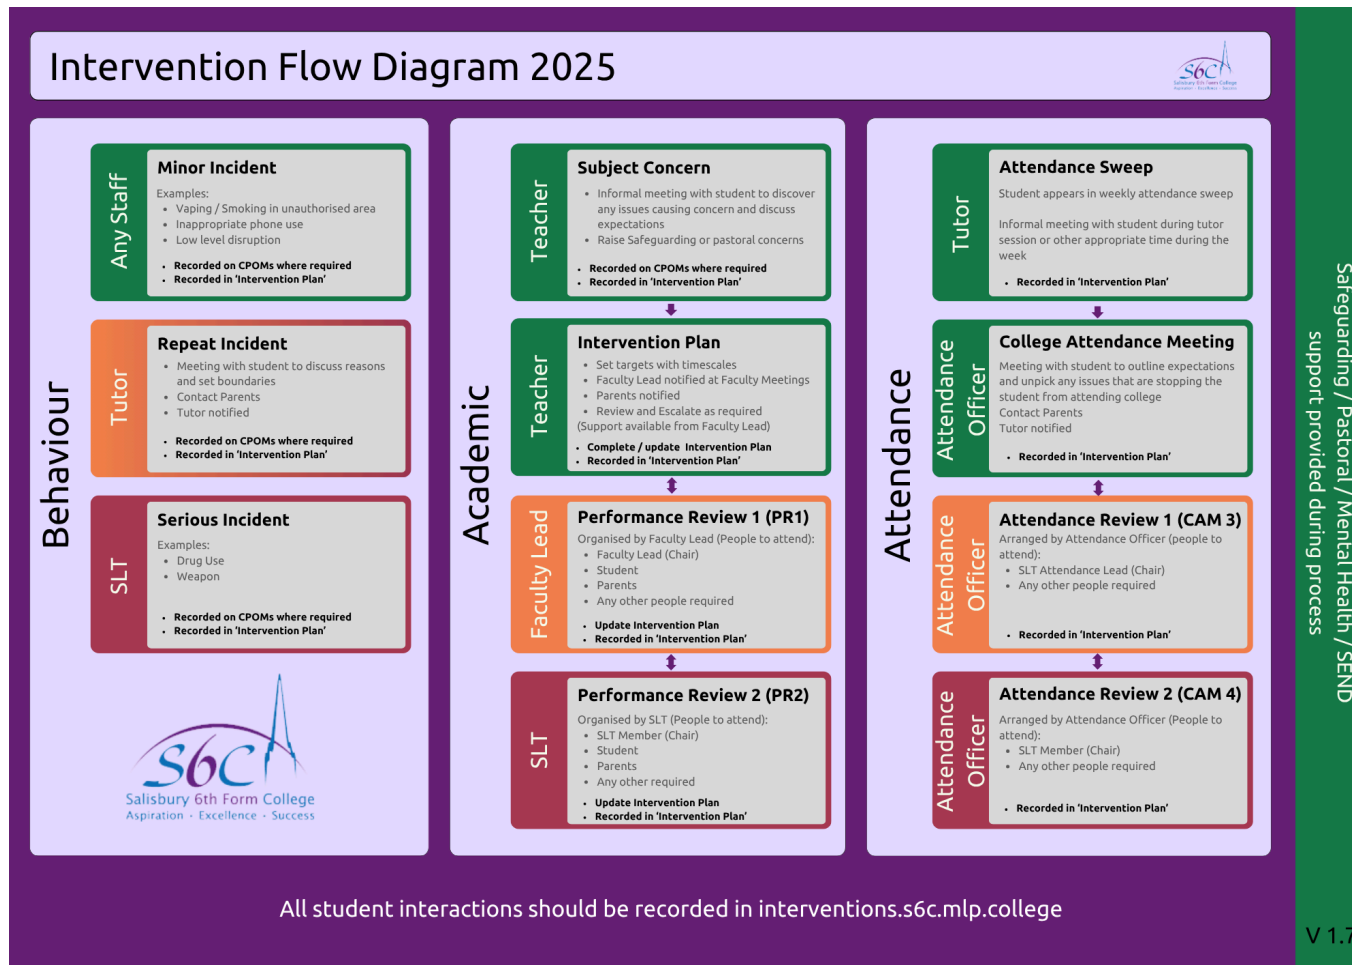 Intervention Flow Diagram 2025
S6C
Salisbury 6th Form College
Aspiration · Excellence · Success
Behaviour
Any Staff
Minor Incident
Examples:
• Vaping / Smoking in unauthorised area
• Inappropriate phone use
• Low level disruption
• Recorded on CPOMs where required
• Recorded in ‘Intervention Plan’
Tutor
Repeat Incident
• Meeting with student to discuss reasons
and set boundaries
• Contact Parents
• Tutor notified
• Recorded on CPOMs where required
• Recorded in ‘Intervention Plan’
SLT
Serious Incident
Examples:
• Drug Use
• Weapon
• Recorded on CPOMs where required
• Recorded in ‘Intervention Plan’
S6C
Salisbury 6th Form College
Aspiration · Excellence · Success
Academic
Teacher
Subject Concern
• Informal meeting with student to discover
any issues causing concern and discuss
expectations
• Raise Safeguarding or pastoral concerns
• Recorded on CPOMs where required
• Recorded in ‘Intervention Plan’
Teacher
Intervention Plan
• Set targets with timescales
• Faculty Lead notified at Faculty Meetings
• Parents notified
• Review and Escalate as required
(Support available from Faculty Lead)
• Complete / update Intervention Plan
• Recorded in ‘Intervention Plan’
Faculty Lead
Performance Review 1 (PR1)
Organised by Faculty Lead (People to attend):
• Faculty Lead (Chair)
• Student
• Parents
• Any other people required
• Update Intervention Plan
• Recorded in ‘Intervention Plan’
SLT
Performance Review 2 (PR2)
Organised by SLT (People to attend):
• SLT Member (Chair)
• Student
• Parents
• Any other required
• Update Intervention Plan
• Recorded in ‘Intervention Plan’
Attendance
Tutor
Attendance Sweep
Student appears in weekly attendance sweep
Informal meeting with student during tutor
session or other appropriate time during the
week
• Recorded in ‘Intervention Plan’
Attendance
Officer
College Attendance Meeting
Meeting with student to outline expectations
and unpick any issues that are stopping the
student from attending college
Contact Parents
Tutor notified
• Recorded in ‘Intervention Plan’
Attendance
Officer
Attendance Review 1 (CAM 3)
Arranged by Attendance Officer (people to
attend):
• SLT Attendance Lead (Chair)
• Any other people required
• Recorded in ‘Intervention Plan’
Attendance
Officer
Attendance Review 2 (CAM 4)
Arranged by Attendance Officer (People to
attend):
• SLT Member (Chair)
• Any other people required
• Recorded in ‘Intervention Plan’
Safeguarding / Pastoral / Mental Health / SEND
support provided during process
All student interactions should be recorded in interventions.s6c.mlp.college
V 1.7